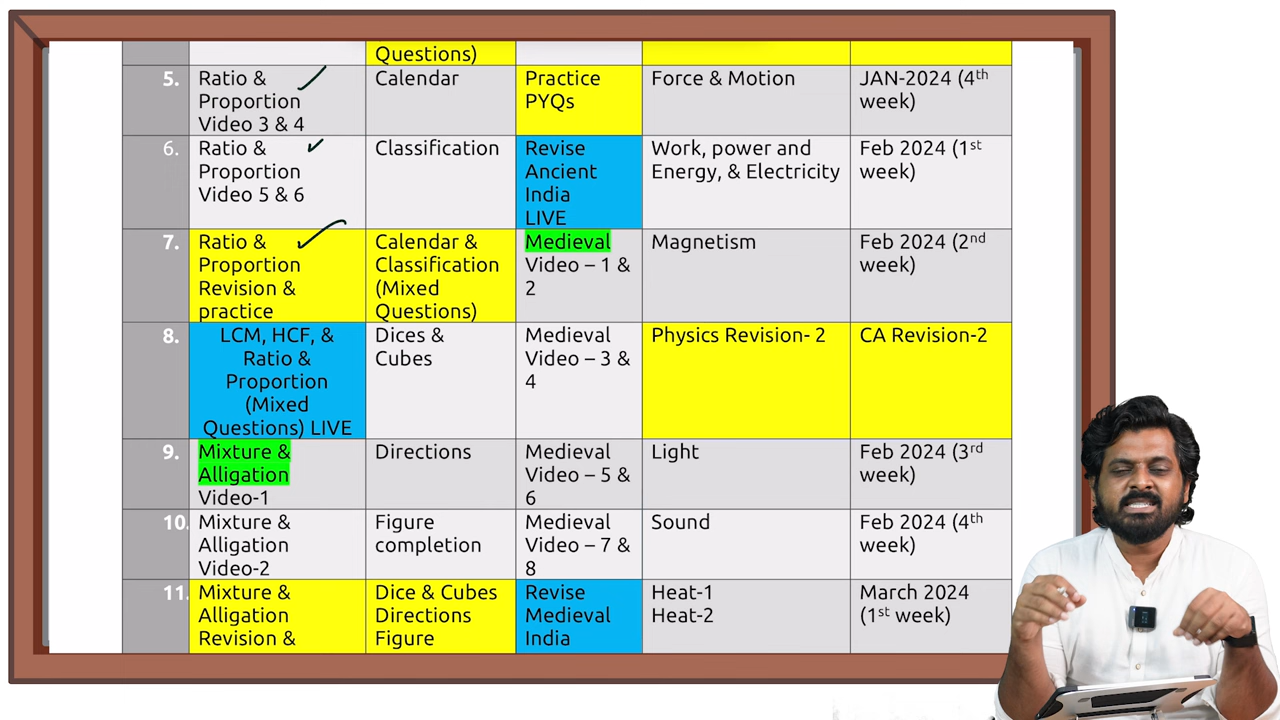 Questions)
5.
Ratio &
Proportion
Video 3 & 4
Calendar
Practice
PYQs
Force & Motion
JAN-2024 (4th
week)
6.
Ratio &
Proportion
Video 5 & 6
Classification
Revise
Ancient
India
LIVE
Work, power and
Energy, & Electricity
Feb 2024 (1st
week)
7.
Ratio &
Proportion
Revision &
practice
Calendar &
Classification
(Mixed
Questions)
Medieval
Video – 1 &
2
Magnetism
Feb 2024 (2nd
week)
8.
LCM, HCF, &
Ratio &
Proportion
(Mixed
Questions) LIVE
Dices &
Cubes
Medieval
Video – 3 &
4
Physics Revision- 2
CA Revision-2
9.
Mixture &
Alligation
Video-1
Directions
Medieval
Video – 5 &
6
Light
Feb 2024 (3rd
week)
10.
Mixture &
Alligation
Video-2
Figure
completion
Medieval
Video – 7 &
8
Sound
Feb 2024 (4th
week)
11.
Mixture &
Alligation
Revision &
Dice & Cubes
Directions
Figure
Revise
Medieval
India
Heat-1
Heat-2
March 2024
(1st week)